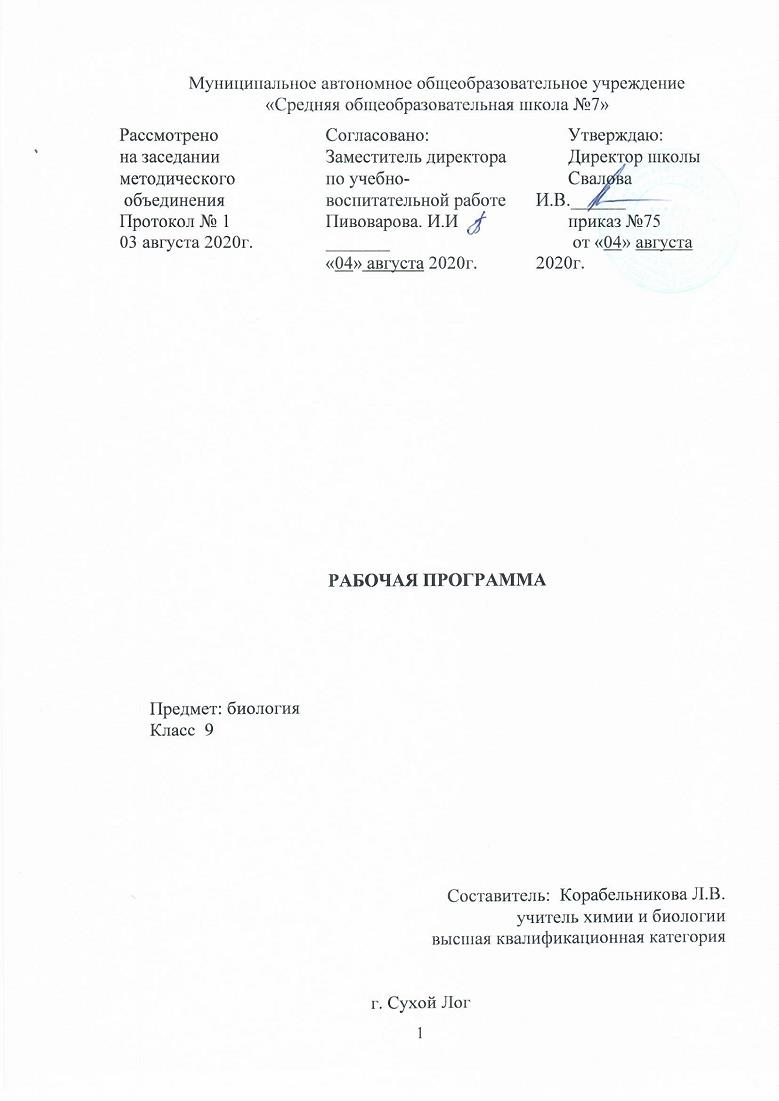 Муниципальное автономное общеобразовательное учреждение
«Средняя общеобразовательная школа №7»
Рассмотрено
на заседании
методического
объединения
Протокол № 1
03 августа 2020г.
Согласовано:
Заместитель директора
по учебно-
воспитательной работе
Пивоварова. И.И
________
«04» августа 2020г.
Утверждаю:
Директор школы
Свалова
И.В.______
приказ №75
от «04» августа
2020г.
РАБОЧАЯ ПРОГРАММА
Предмет: биология
Класс 9
Составитель: Корабельникова Л.В.
учитель химии и биологии
высшая квалификационная категория
г. Сухой Лог
1